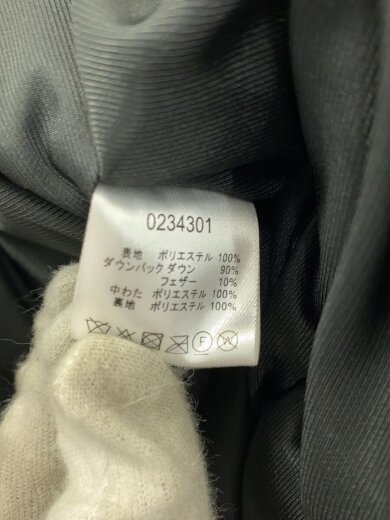 0234301
表地 ポリエステル 100%
ダウンパック ダウン 90%
フェザー 10%
中わた ポリエステル 100%
裏地 ポリエステル 100%
F A